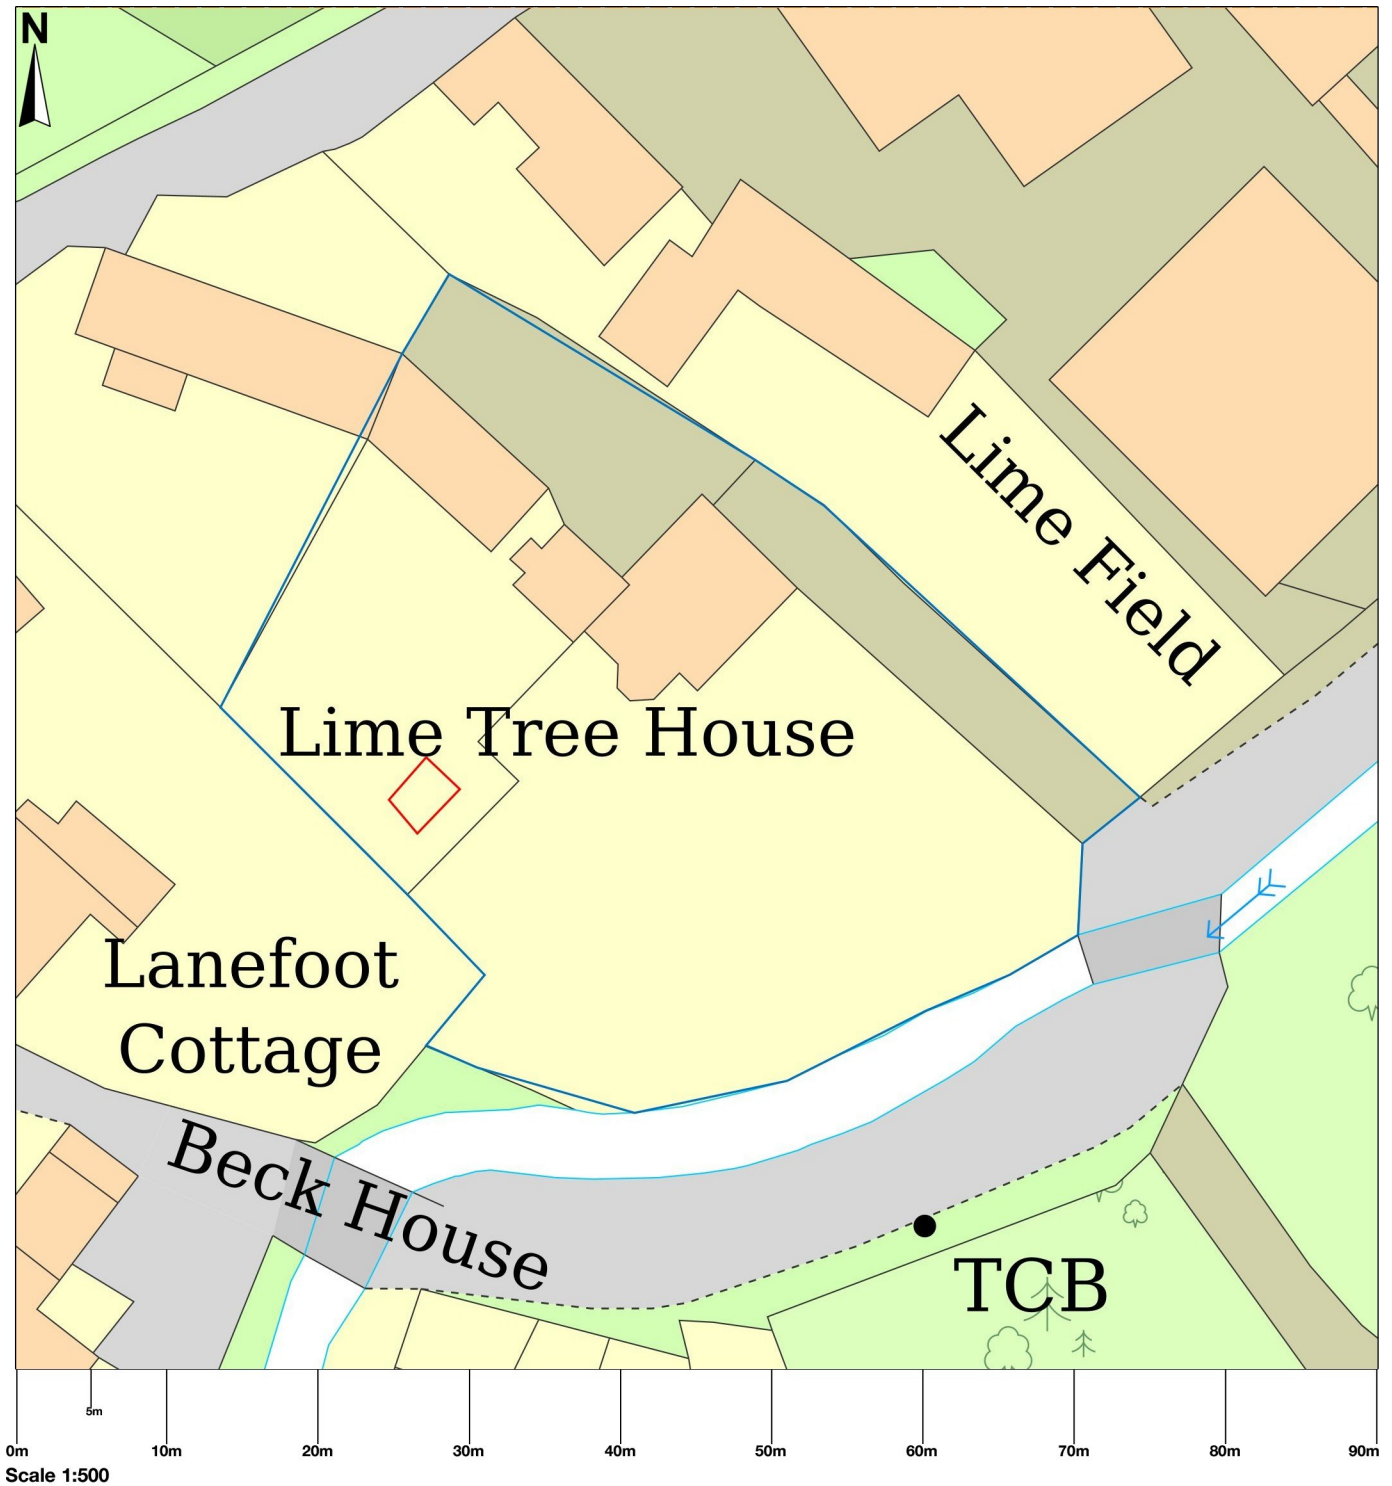 N
Lime Field
Lime Tree House
Lanefoot
Cottage
Beck House
TCB
5m
0m 10m 20m 30m 40m 50m 60m 70m 80m 90m
Scale 1:500